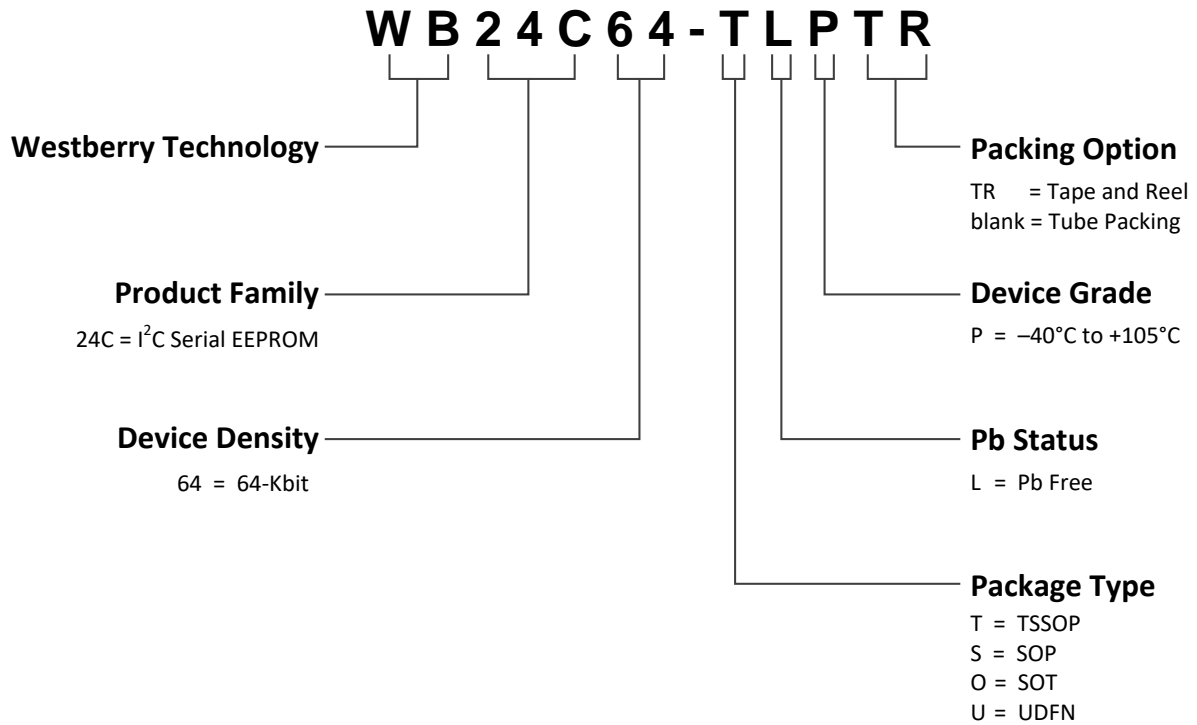 WB24C64-TLPTR
Westberry Technology
Product Family
24C = I²C Serial EEPROM
Device Density
64 = 64-Kbit
Packing Option
TR = Tape and Reel
blank = Tube Packing
Device Grade
P = –40°C to +105°C
Pb Status
L = Pb Free
Package Type
T = TSSOP
S = SOP
O = SOT
U = UDFN